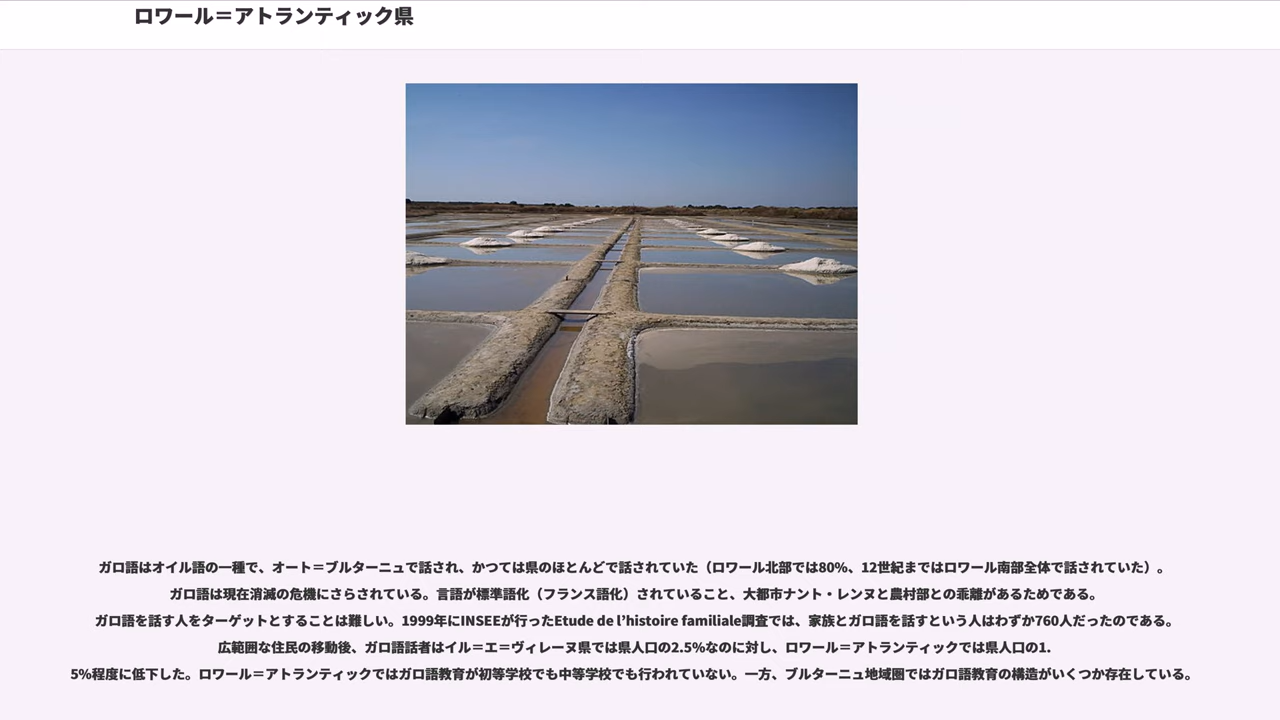 ロワール＝アトランティック県
ガロ語はオイル語の一種で、オート＝ブルターニュで話され、かつては県のほとんどで話されていた（ロワール北部では80%、12世紀まではロワール南部全体で話されていた）。
ガロ語は現在消滅の危機にさらされている。言語が標準語化（フランス語化）されていること、大都市ナント・レンヌと農村部との乖離があるためである。
ガロ語を話す人をターゲットとすることは難しい。1999年にINSEEが行ったEtude de l’histoire familiale調査では、家族とガロ語を話すという人はわずか760人だったのである。
広範囲な住民の移動後、ガロ語話者はイル＝エ＝ヴィレーヌ県では県人口の2.5%なのに対し、ロワール＝アトランティックでは県人口の1.
5%程度に低下した。ロワール＝アトランティックではガロ語教育が初等学校でも中等学校でも行われていない。一方、ブルターニュ地域圏ではガロ語教育の構造がいくつか存在している。